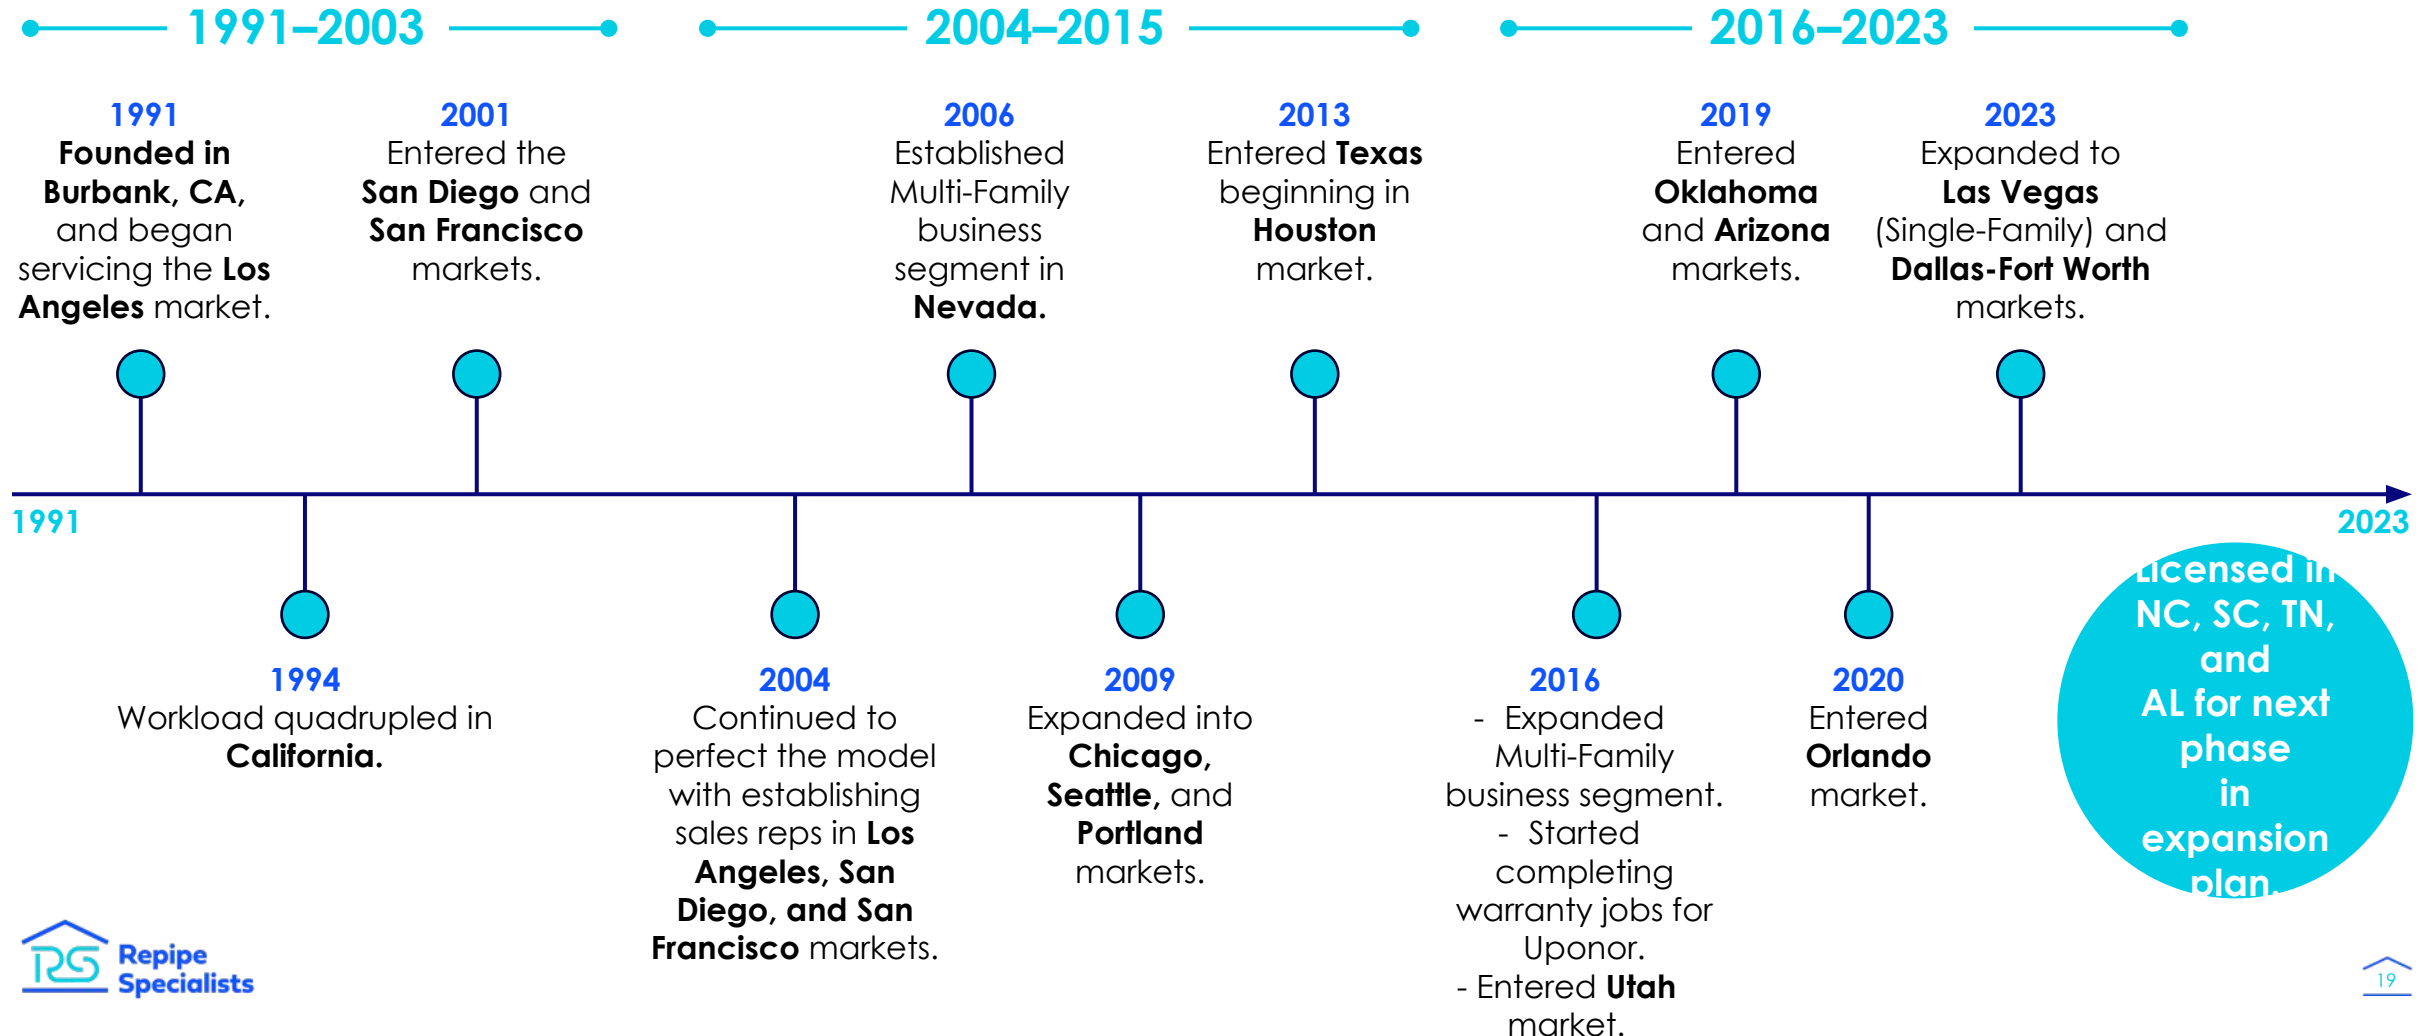 1991–2003
2004–2015
2016–2023
1991
Founded in
Burbank, CA,
and began
servicing the Los
Angeles market.
2001
Entered the
San Diego and
San Francisco
markets.
2006
Established
Multi-Family
business
segment in
Nevada.
2013
Entered Texas
beginning in
Houston
market.
2019
Entered
Oklahoma
and Arizona
markets.
2023
Expanded to
Las Vegas
(Single-Family) and
Dallas-Fort Worth
markets.
1991
2023
1994
Workload quadrupled in
California.
2004
Continued to
perfect the model
with establishing
sales reps in Los
Angeles, San
Diego, and San
Francisco markets.
2009
Expanded into
Chicago,
Seattle, and
Portland
markets.
2016
- Expanded
Multi-Family
business segment.
- Started
completing
warranty jobs for
Uponor.
- Entered Utah
market.
2020
Entered
Orlando
market.
Licensed in
NC, SC, TN,
and
AL for next
phase
in
expansion
plan.
RS
Repipe
Specialists
19